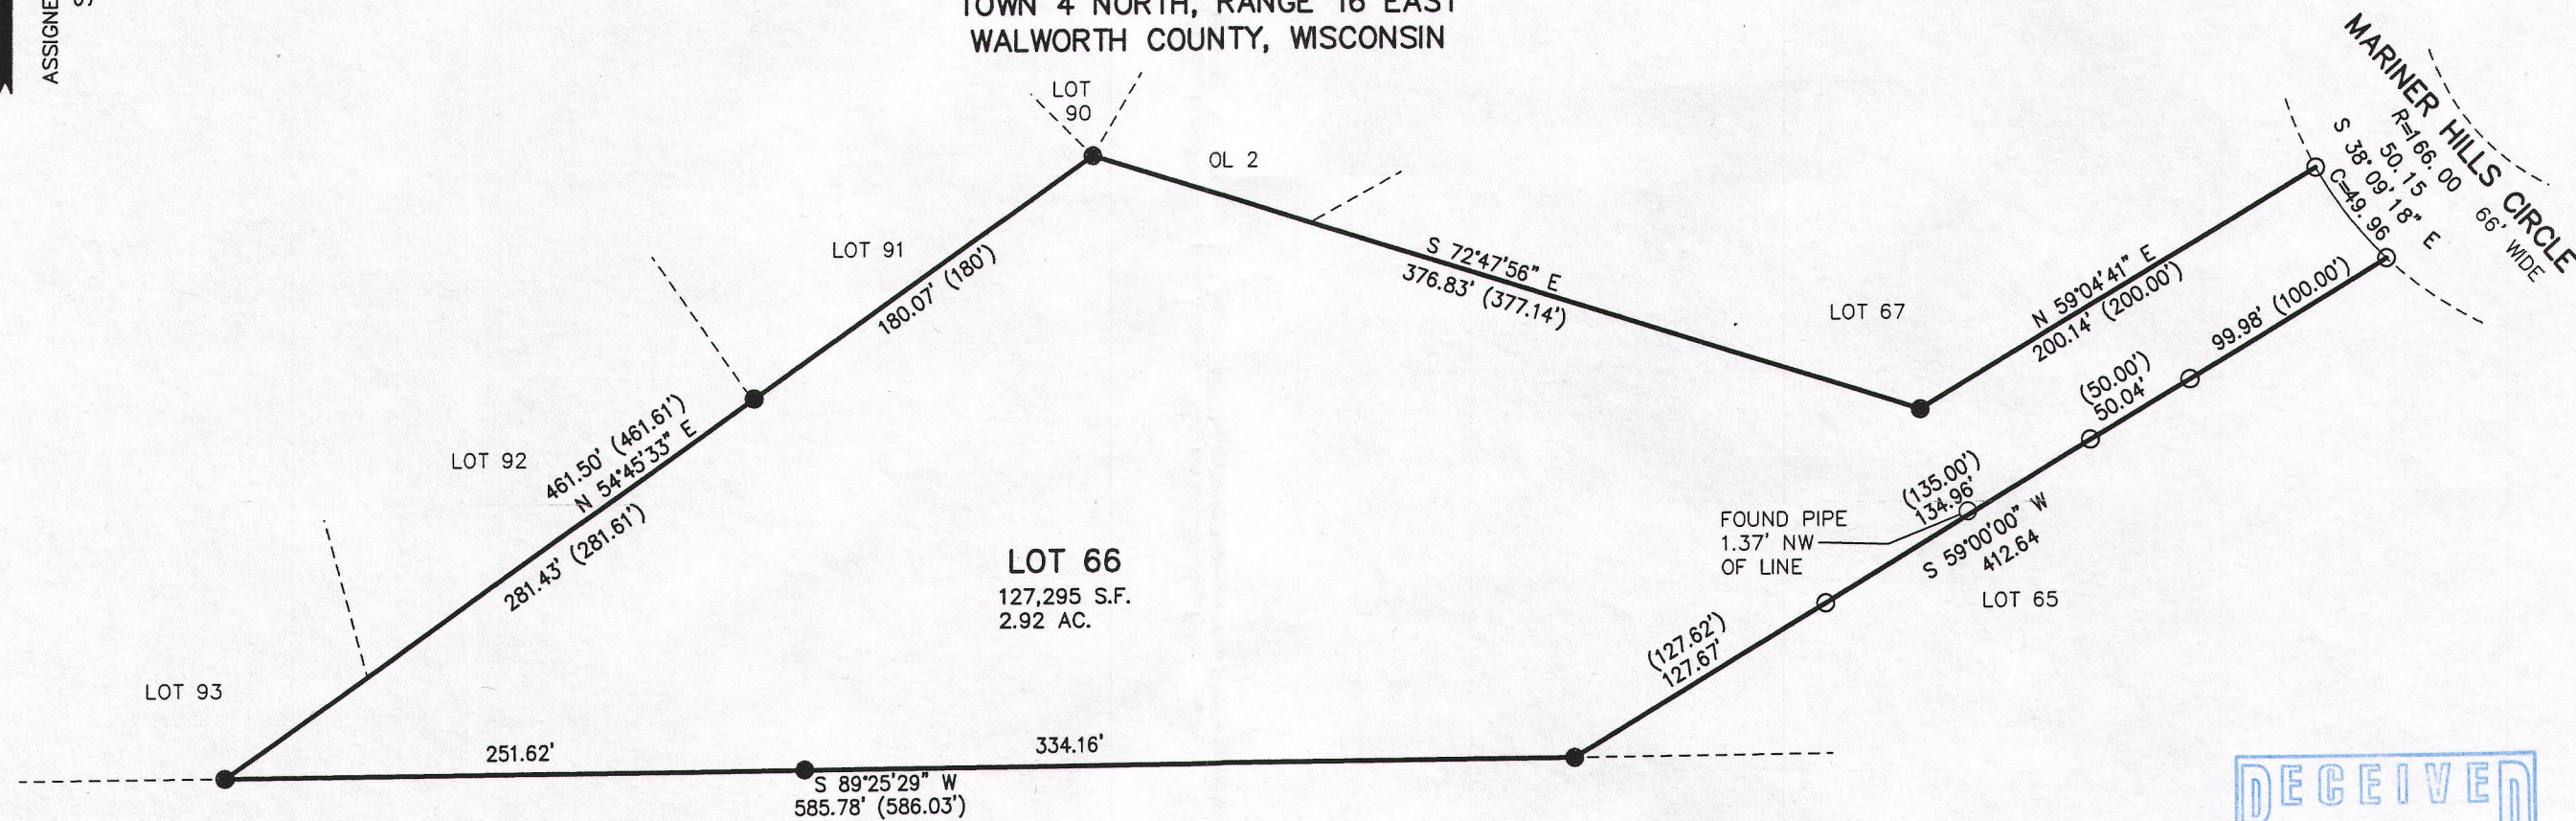 ASSIGNE
TOWN 4 NORTH, RANGE 16 EAST
WALWORTH COUNTY, WISCONSIN
LOT
90
OL 2
MARINER HILLS CIRCLE
66' WIDE
R=166.00
50.15
S 38°09'18" E
C=49.96
LOT 91
180.07' (180')
S 72°47'56" E
376.83' (377.14')
LOT 67
N 59°04'41" E
200.14' (200.00')
99.98' (100.00')
(50.00')
50.04'
LOT 92
461.50' (461.61')
N 54°45'33" E
281.43' (281.61')
(135.00')
134.96'
FOUND PIPE
1.37' NW
OF LINE
S 59°00'00" W
412.64
LOT 65
LOT 66
127,295 S.F.
2.92 AC.
(127.62')
127.67'
LOT 93
251.62'
334.16'
S 89°25'29" W
585.78' (586.03')